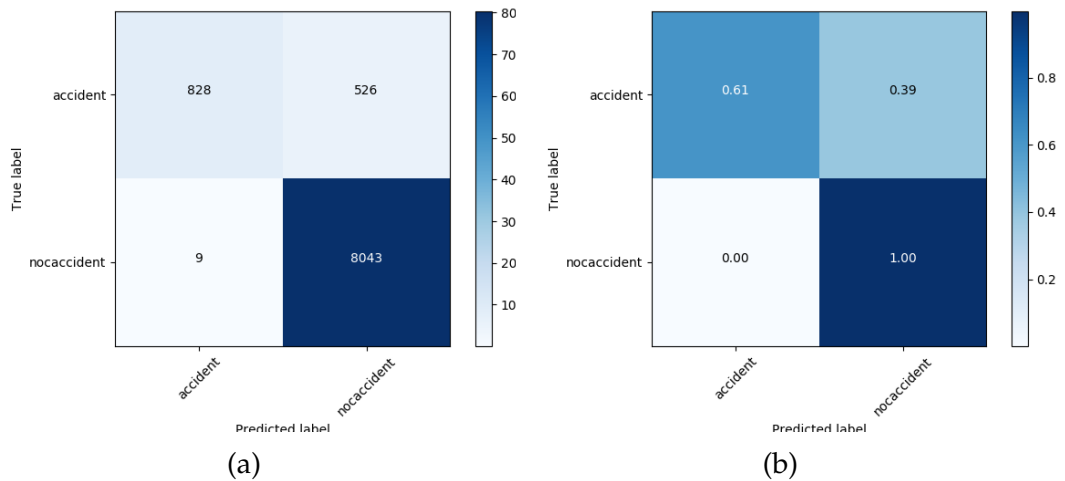 80
70
60
50
40
30
20
10
True label
accident
nocaccident
828
526
9
8043
accident
nocaccident
Predicted label
(a)
0.8
0.6
0.4
0.2
True label
accident
nocaccident
0.61
0.39
0.00
1.00
accident
nocaccident
Predicted label
(b)